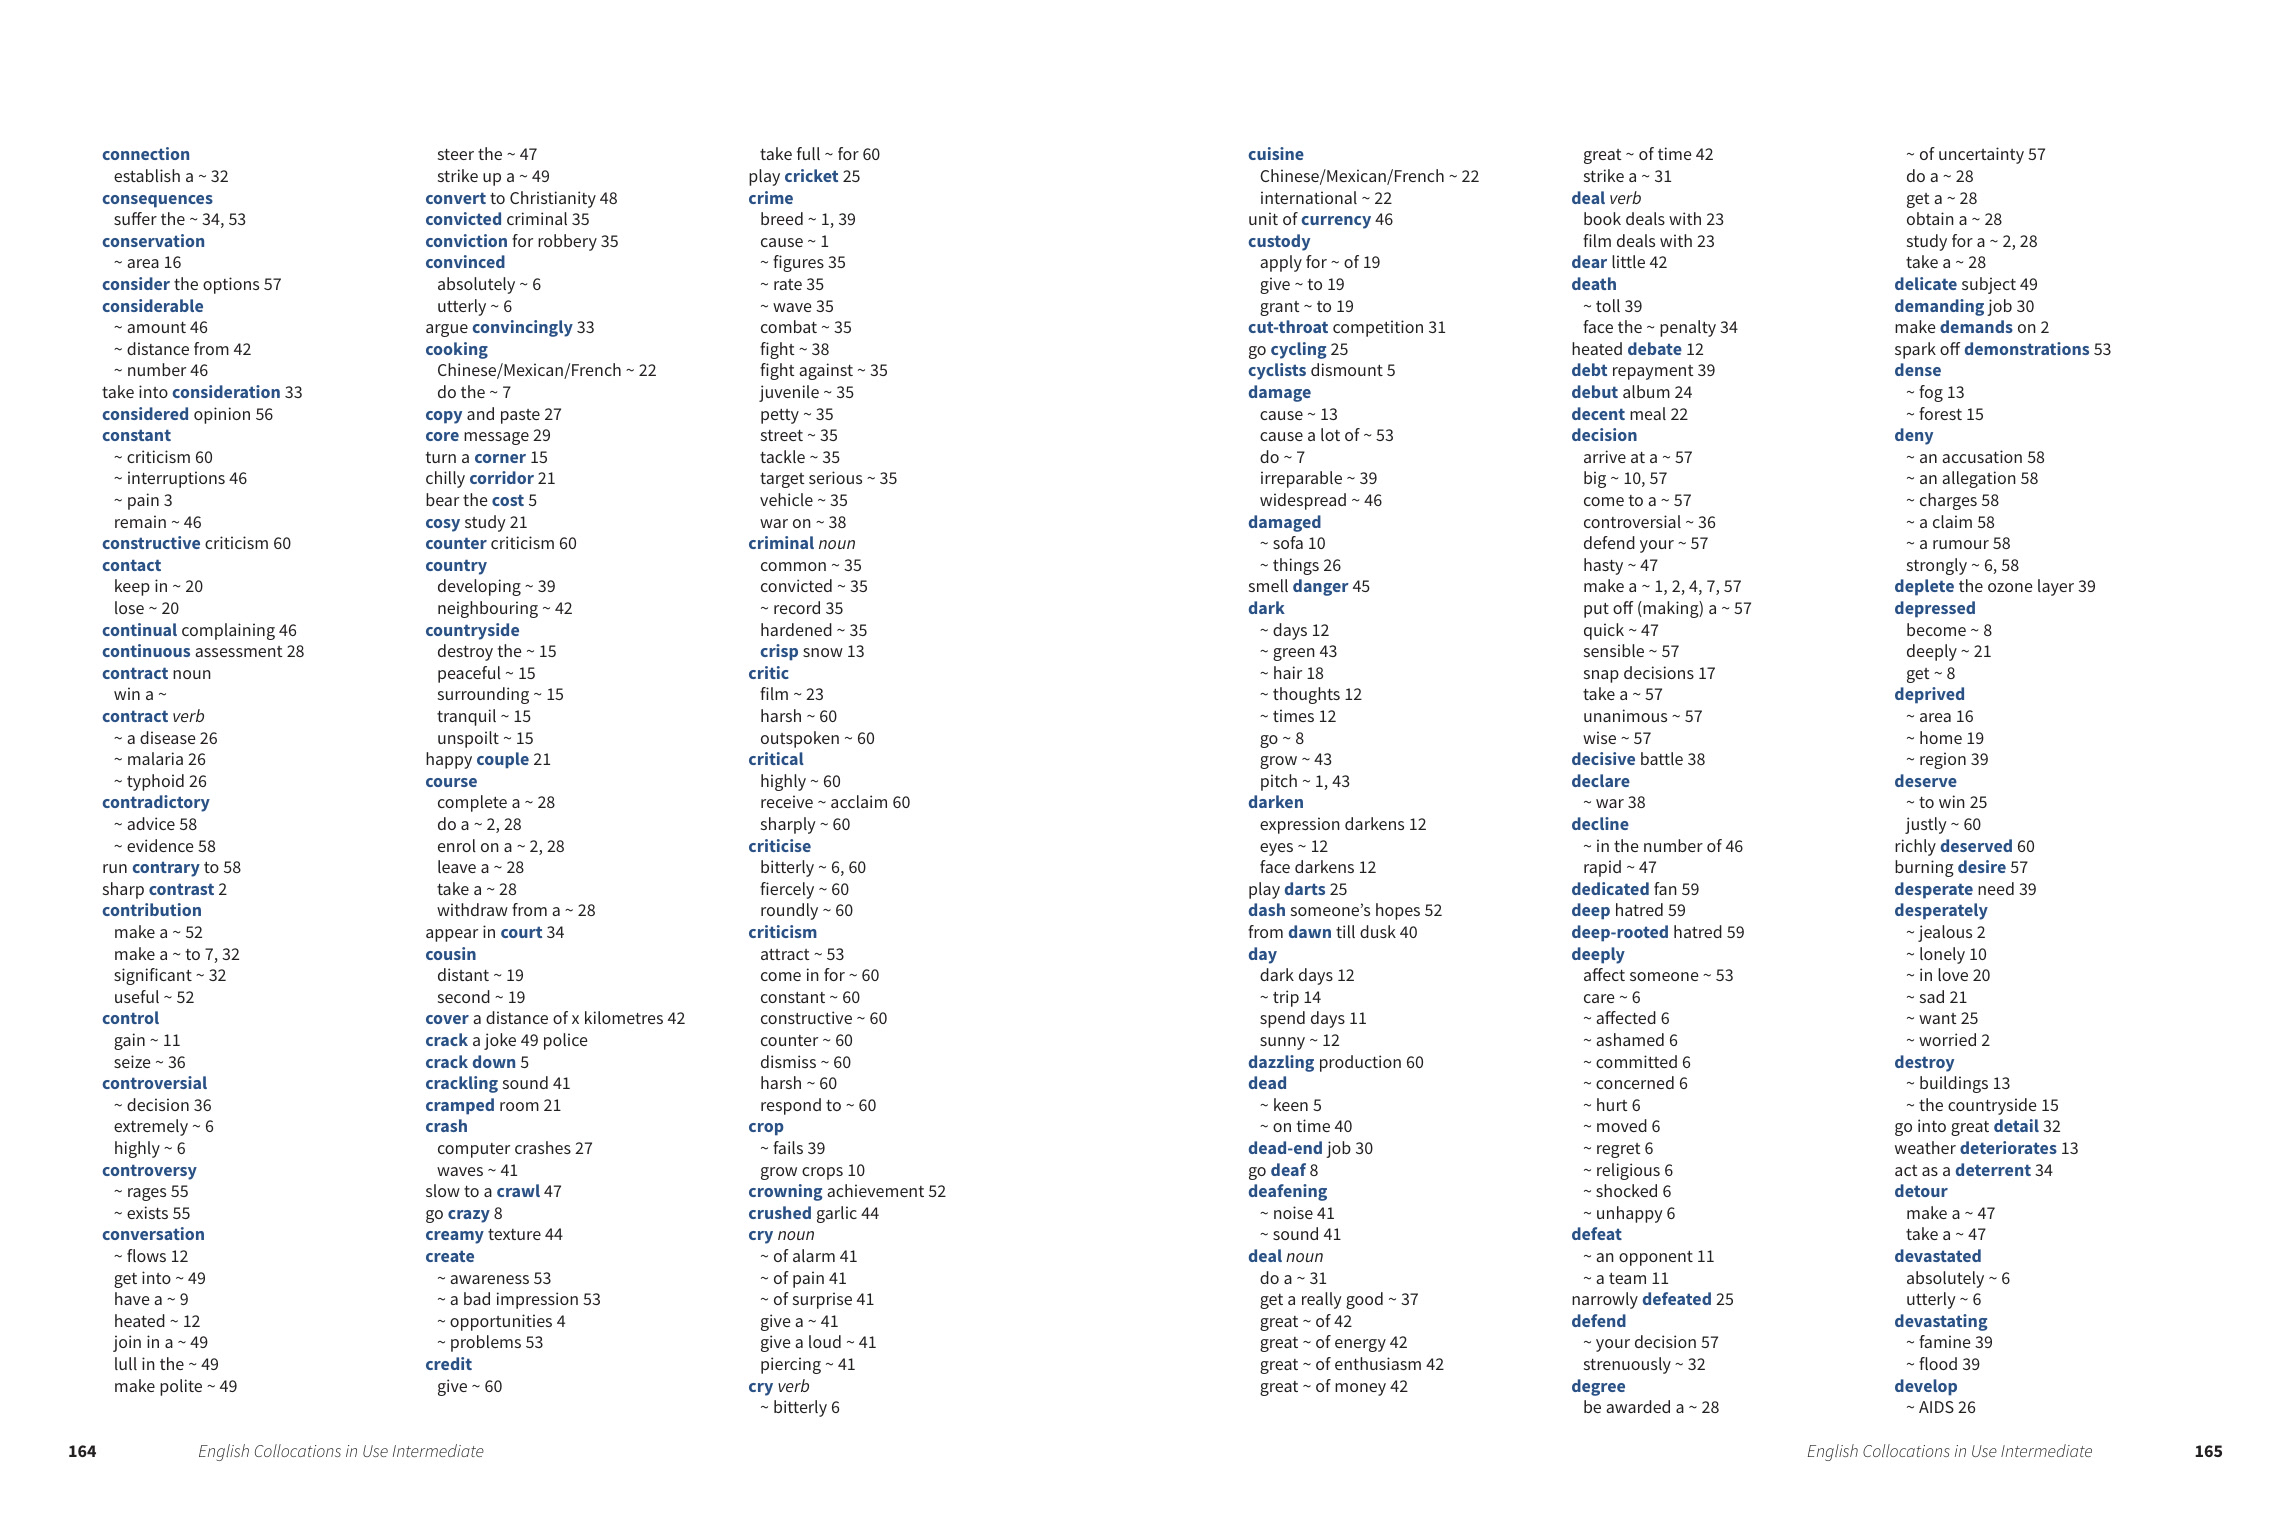 connection
establish a ~ 32
consequences
suffer the ~ 34, 53
conservation
~ area 16
consider the options 57
considerable
~ amount 46
~ distance from 42
~ number 46
take into consideration 33
considered opinion 56
constant
~ criticism 60
~ interruptions 46
~ pain 3
remain ~ 46
constructive criticism 60
contact
keep in ~ 20
lose ~ 20
continual complaining 46
continuous assessment 28
contract noun
win a ~
contract verb
~ a disease 26
~ malaria 26
~ typhoid 26
contradictory
~ advice 58
~ evidence 58
run contrary to 58
sharp contrast 2
contribution
make a ~ 52
make a ~ to 7, 32
significant ~ 32
useful ~ 52
control
gain ~ 11
seize ~ 36
controversial
~ decision 36
extremely ~ 6
highly ~ 6
controversy
~ rages 55
~ exists 55
conversation
~ flows 12
get into ~ 49
have a ~ 9
heated ~ 12
join in a ~ 49
lull in the ~ 49
make polite ~ 49
steer the ~ 47
strike up a ~ 49
convert to Christianity 48
convicted criminal 35
conviction for robbery 35
convinced
absolutely ~ 6
utterly ~ 6
argue convincingly 33
cooking
Chinese/Mexican/French ~ 22
do the ~ 7
copy and paste 27
core message 29
turn a corner 15
chilly corridor 21
bear the cost 5
cosy study 21
counter criticism 60
country
developing ~ 39
neighbouring ~ 42
countryside
destroy the ~ 15
peaceful ~ 15
surrounding ~ 15
tranquil ~ 15
unspoilt ~ 15
happy couple 21
course
complete a ~ 28
do a ~ 2, 28
enrol on a ~ 2, 28
leave a ~ 28
take a ~ 28
withdraw from a ~ 28
appear in court 34
cousin
distant ~ 19
second ~ 19
cover a distance of x kilometres 42
crack a joke 49 police
crack down 5
crackling sound 41
cramped room 21
crash
computer crashes 27
waves ~ 41
slow to a crawl 47
go crazy 8
creamy texture 44
create
~ awareness 53
~ a bad impression 53
~ opportunities 4
~ problems 53
credit
give ~ 60
take full ~ for 60
play cricket 25
crime
breed ~ 1, 39
cause ~ 1
~ figures 35
~ rate 35
~ wave 35
combat ~ 35
fight ~ 38
fight against ~ 35
juvenile ~ 35
petty ~ 35
street ~ 35
tackle ~ 35
target serious ~ 35
vehicle ~ 35
war on ~ 38
criminal noun
common ~ 35
convicted ~ 35
~ record 35
hardened ~ 35
crisp snow 13
critic
film ~ 23
harsh ~ 60
outspoken ~ 60
critical
highly ~ 60
receive ~ acclaim 60
sharply ~ 60
criticise
bitterly ~ 6, 60
fiercely ~ 60
roundly ~ 60
criticism
attract ~ 53
come in for ~ 60
constant ~ 60
constructive ~ 60
counter ~ 60
dismiss ~ 60
harsh ~ 60
respond to ~ 60
crop
~ fails 39
grow crops 10
crowning achievement 52
crushed garlic 44
cry noun
~ of alarm 41
~ of pain 41
~ of surprise 41
give a ~ 41
give a loud ~ 41
piercing ~ 41
cry verb
~ bitterly 6
164 English Collocations in Use Intermediate
cuisine
Chinese/Mexican/French ~ 22
international ~ 22
unit of currency 46
custody
apply for ~ of 19
give ~ to 19
grant ~ to 19
cut-throat competition 31
go cycling 25
cyclists dismount 5
damage
cause ~ 13
cause a lot of ~ 53
do ~ 7
irreparable ~ 39
widespread ~ 46
damaged
~ sofa 10
~ things 26
smell danger 45
dark
~ days 12
~ green 43
~ hair 18
~ thoughts 12
~ times 12
go ~ 8
grow ~ 43
pitch ~ 1, 43
darken
expression darkens 12
eyes ~ 12
face darkens 12
play darts 25
dash someone's hopes 52
from dawn till dusk 40
day
dark days 12
~ trip 14
spend days 11
sunny ~ 12
dazzling production 60
dead
~ keen 5
~ on time 40
dead-end job 30
go deaf 8
deafening
~ noise 41
~ sound 41
deal noun
do a ~ 31
get a really good ~ 37
great ~ of 42
great ~ of energy 42
great ~ of enthusiasm 42
great ~ of money 42
great ~ of time 42
strike a ~ 31
deal verb
book deals with 23
film deals with 23
dear little 42
death
~ toll 39
face the ~ penalty 34
heated debate 12
debt repayment 39
debut album 24
decent meal 22
decision
arrive at a ~ 57
big ~ 10, 57
come to a ~ 57
controversial ~ 36
defend your ~ 57
hasty ~ 47
make a ~ 1, 2, 4, 7, 57
put off (making) a ~ 57
quick ~ 47
sensible ~ 57
snap decisions 17
take a ~ 57
unanimous ~ 57
wise ~ 57
decisive battle 38
declare
~ war 38
decline
~ in the number of 46
rapid ~ 47
dedicated fan 59
deep hatred 59
deep-rooted hatred 59
deeply
affect someone ~ 53
care ~ 6
~ affected 6
~ ashamed 6
~ committed 6
~ concerned 6
~ hurt 6
~ moved 6
~ regret 6
~ religious 6
~ shocked 6
~ unhappy 6
defeat
~ an opponent 11
~ a team 11
narrowly defeated 25
defend
~ your decision 57
strenuously ~ 32
degree
be awarded a ~ 28
~ of uncertainty 57
do a ~ 28
get a ~ 28
obtain a ~ 28
study for a ~ 2, 28
take a ~ 28
delicate subject 49
demanding job 30
make demands on 2
spark off demonstrations 53
dense
~ fog 13
~ forest 15
deny
~ an accusation 58
~ an allegation 58
~ charges 58
~ a claim 58
~ a rumour 58
strongly ~ 6, 58
deplete the ozone layer 39
depressed
become ~ 8
deeply ~ 21
get ~ 8
deprived
~ area 16
~ home 19
~ region 39
deserve
~ to win 25
justly ~ 60
richly deserved 60
burning desire 57
desperate need 39
desperately
~ jealous 2
~ lonely 10
~ in love 20
~ sad 21
~ want 25
~ worried 2
destroy
~ buildings 13
~ the countryside 15
go into great detail 32
weather deteriorates 13
act as a deterrent 34
detour
make a ~ 47
take a ~ 47
devastated
absolutely ~ 6
utterly ~ 6
devastating
~ famine 39
~ flood 39
develop
~ AIDS 26
English Collocations in Use Intermediate 165